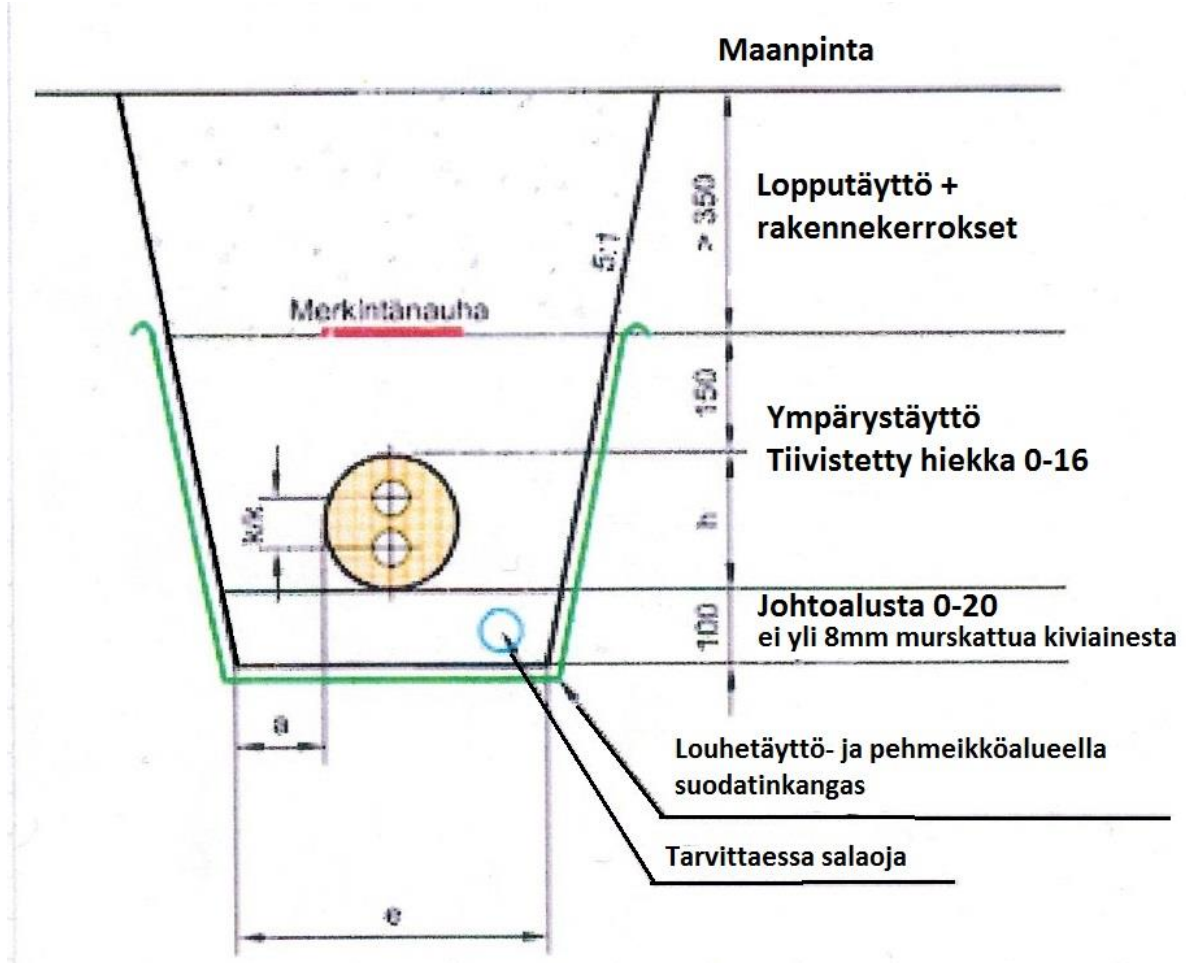 Maanpinta
Lopputäyttö +
rakennekerrokset
> 350
5:1
Merkintänauha
150
Ympärystäyttö
Tiivistetty hiekka 0-16
k/k
h
Johtoalusta 0-20
ei yli 8mm murskattua kiviainesta
100
a
Louhetäyttö- ja pehmeikköalueella
suodatinkangas
Tarvittaessa salaoja
e